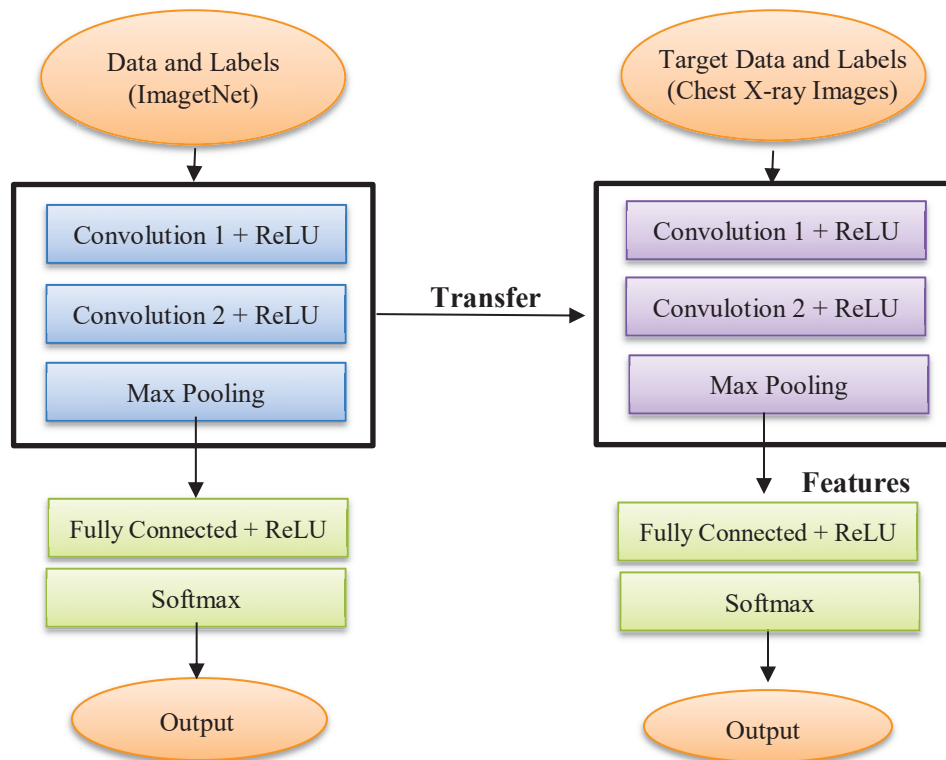 Data and Labels
(ImagetNet)
Convolution 1 + ReLU
Convolution 2 + ReLU
Max Pooling
Fully Connected + ReLU
Softmax
Output
Transfer
Target Data and Labels
(Chest X-ray Images)
Convolution 1 + ReLU
Convulotion 2 + ReLU
Max Pooling
Features
Fully Connected + ReLU
Softmax
Output